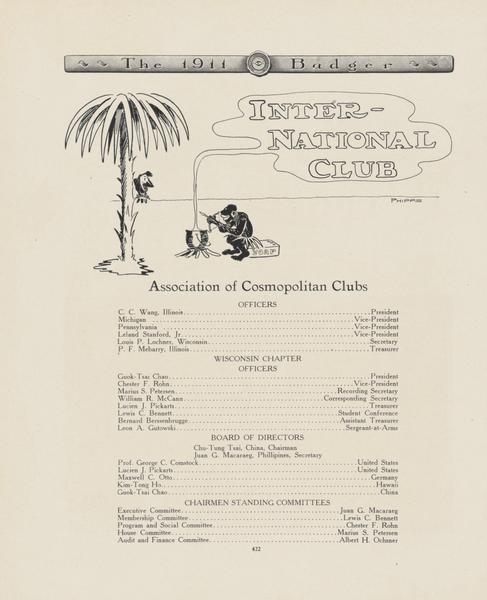 The 1911 Badger
INTER-
NATIONAL
CLUB
PHIPPS
SOAP
Association of Cosmopolitan Clubs
OFFICERS
C. C. Wang, Illinois President
Michigan Vice-President
Pennsylvania Vice-President
Leland Stanford, Jr. Vice-President
Louis P. Lochner, Wisconsin Secretary
P. F. Mebarry, Illinois Treasurer
WISCONSIN CHAPTER
OFFICERS
Guok-Tsai Chao President
Chester F. Rohn Vice-President
Marius S. Petersen Recording Secretary
William R. McCann Corresponding Secretary
Lucien J. Pickarts Treasurer
Lewis C. Bennett Student Conference
Bernard Berssenbrugge Assistant Treasurer
Leon A. Gutowski Sergeant-at-Arms
BOARD OF DIRECTORS
Chu-Tung Tsai, China, Chairman
Juan G. Macaraeg, Phillipines, Secretary
Prof. George C. Comstock United States
Lucien J. Pickarts United States
Maxwell C. Otto Germany
Kim-Tong Ho Hawaii
Guok-Tsai Chao China
CHAIRMEN STANDING COMMITTEES
Executive Committee Juan G. Macaraeg
Membership Committee Lewis C. Bennett
Program and Social Committee Chester F. Rohn
House Committee Marius S. Petersen
Audit and Finance Committee Albert H. Ochsner
422